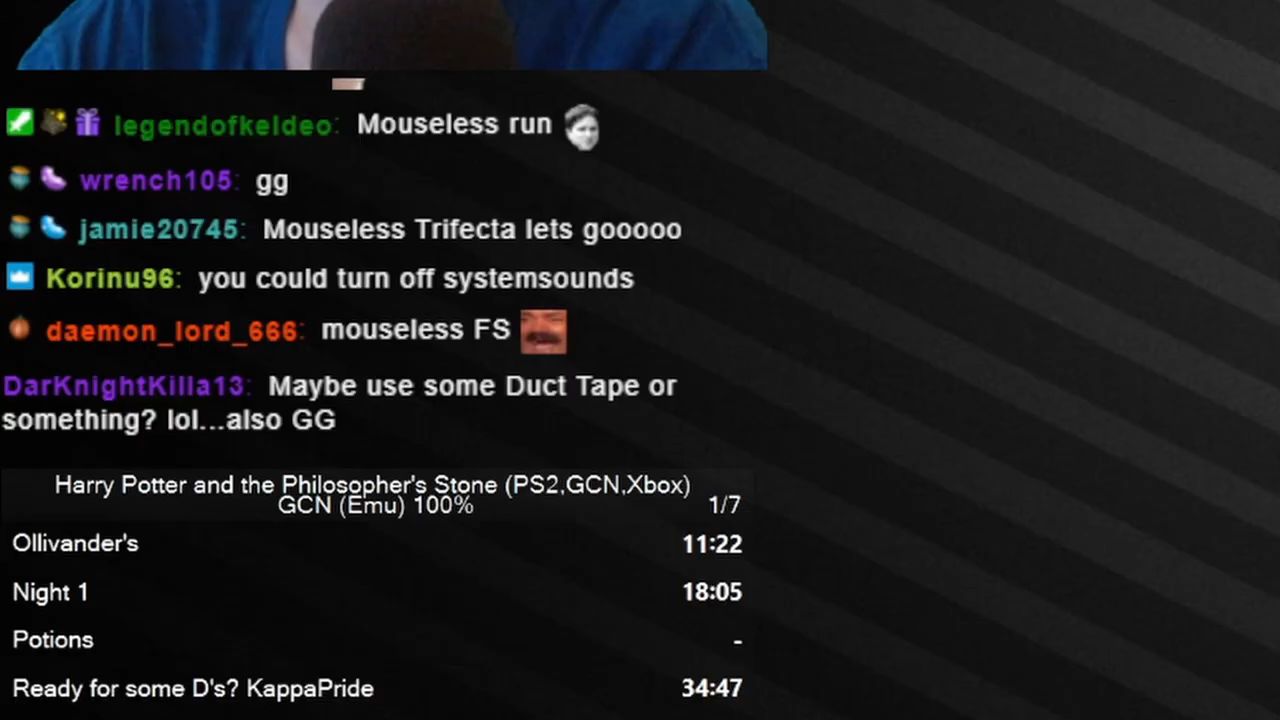 legendofkeldeo: Mouseless run
wrench105: gg
jamie20745: Mouseless Trifecta lets gooooo
Korinu96: you could turn off systemsounds
daemon_lord_666: mouseless FS
DarKnightKilla13: Maybe use some Duct Tape or
something? lol...also GG
Harry Potter and the Philosopher's Stone (PS2,GCN,Xbox)
GCN (Emu) 100% 1/7
Ollivander's 11:22
Night 1 18:05
Potions -
Ready for some D's? KappaPride 34:47